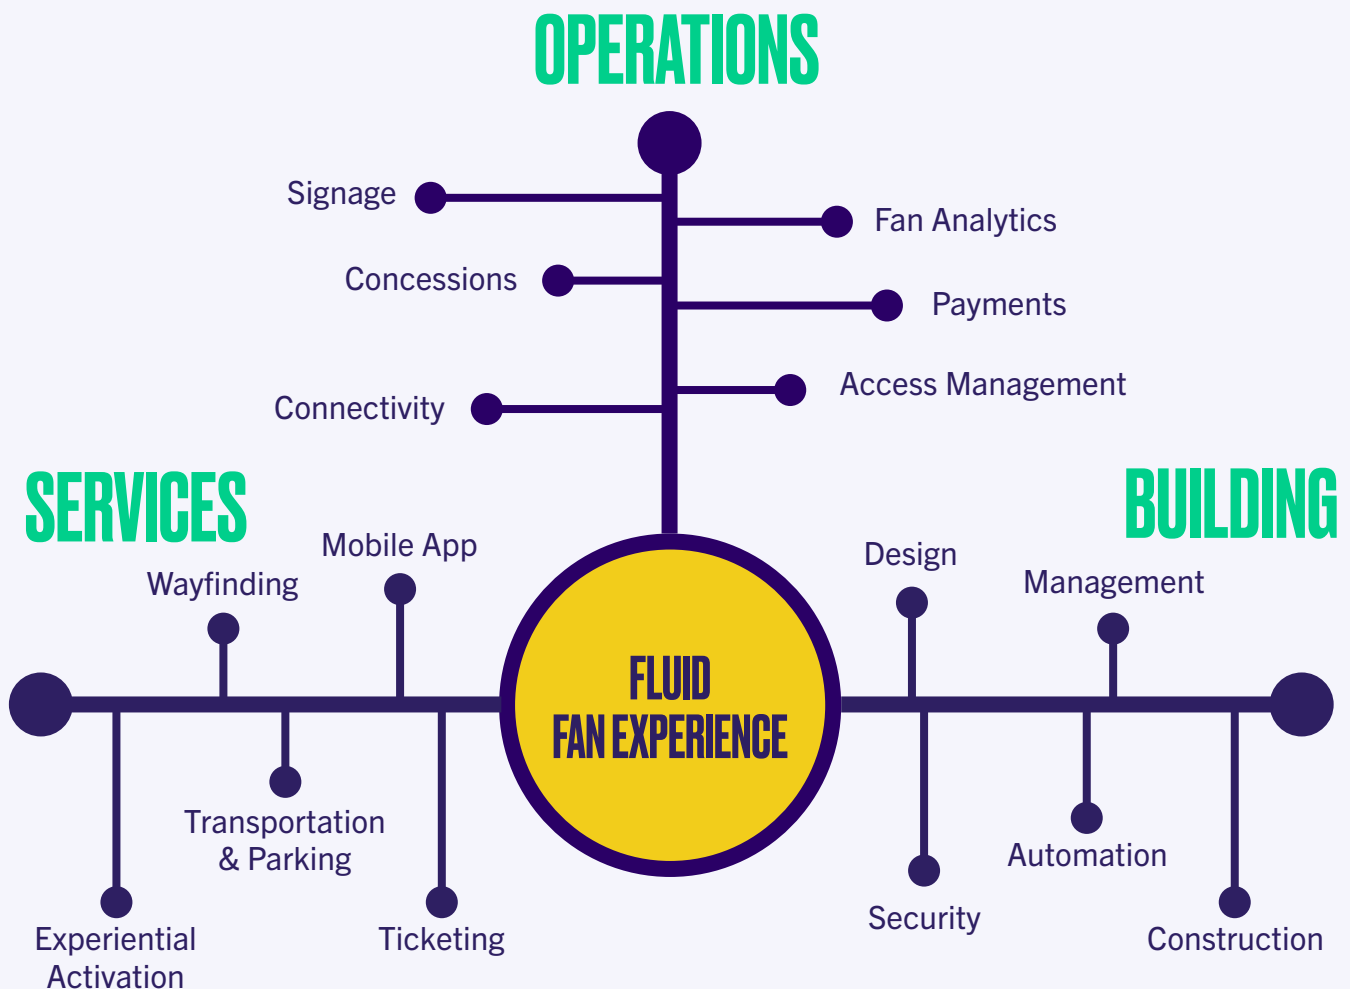 OPERATIONS
Signage
Fan Analytics
Concessions
Payments
Access Management
Connectivity
SERVICES
BUILDING
Mobile App
Design
Wayfinding
Management
FLUID
FAN EXPERIENCE
Transportation
& Parking
Automation
Security
Experiential
Activation
Ticketing
Construction